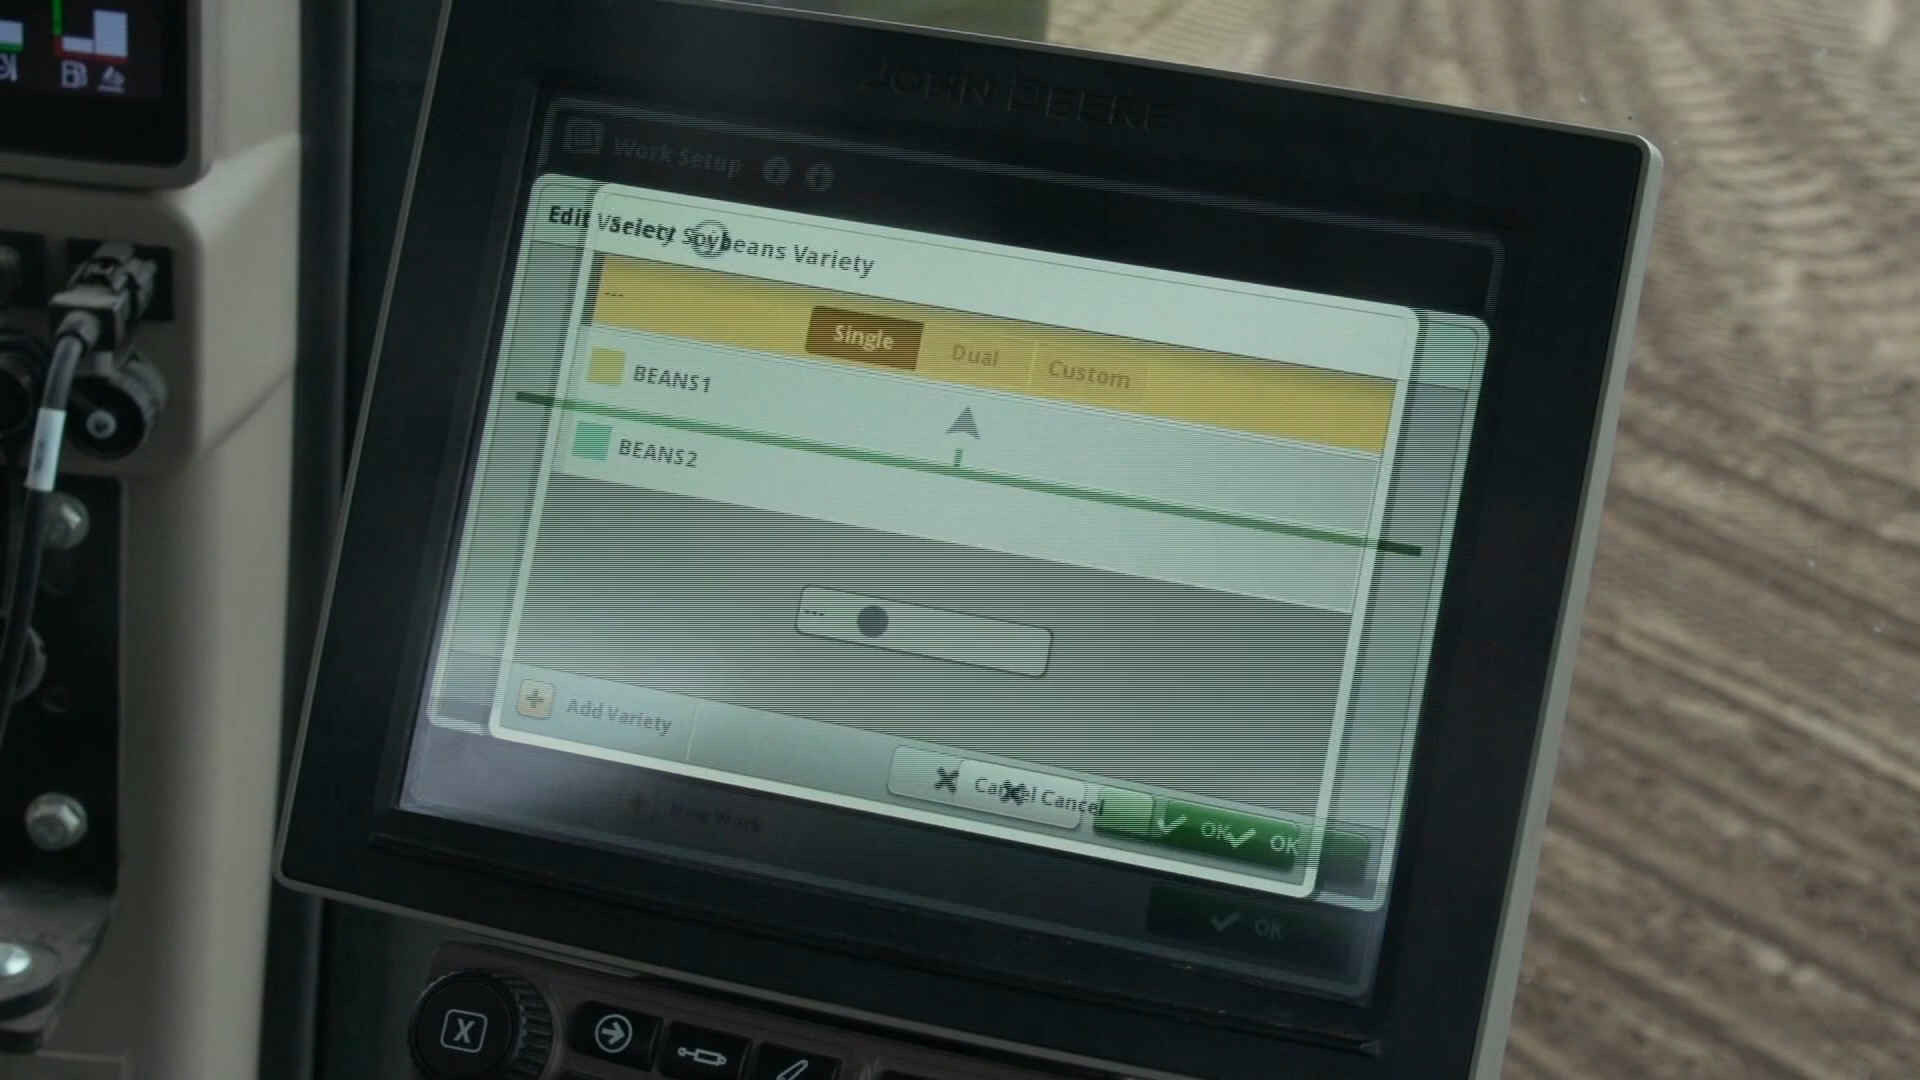 JOHN DEERE
Work Setup
Edit Variety
Select Soybeans Variety
---
Single
Dual
Custom
BEANS1
BEANS2
---
Add Variety
Cancel
Cancel
OK
OK
New Work
OK
X